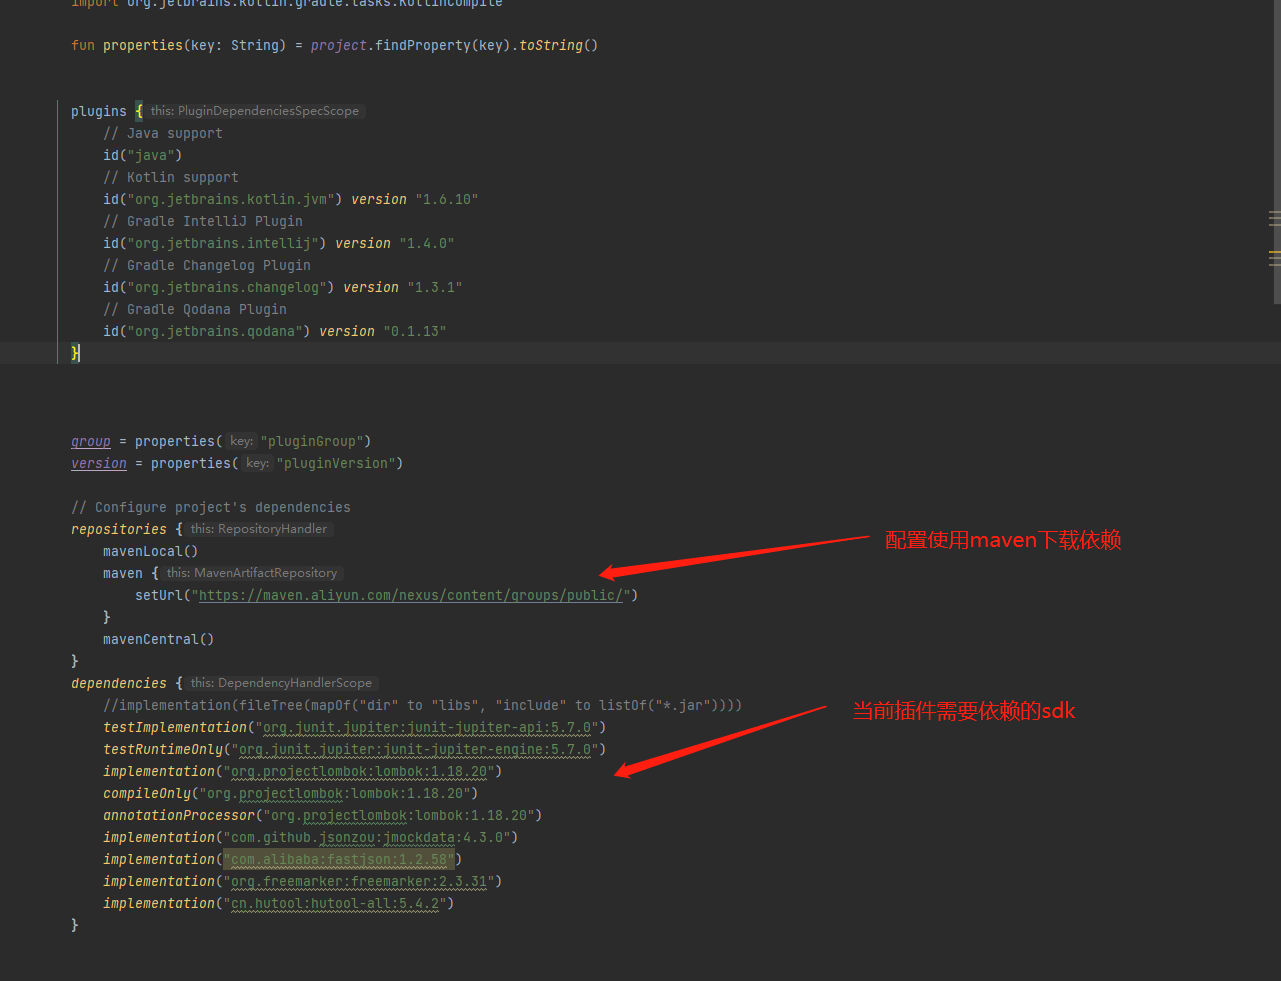 import org.jetbrains.kotlin.gradle.tasks.KotlinCompile
fun properties(key: String) = project.findProperty(key).toString()
plugins { this: PluginDependenciesSpecScope
// Java support
id("java")
// Kotlin support
id("org.jetbrains.kotlin.jvm") version "1.6.10"
// Gradle IntelliJ Plugin
id("org.jetbrains.intellij") version "1.4.0"
// Gradle Changelog Plugin
id("org.jetbrains.changelog") version "1.3.1"
// Gradle Qodana Plugin
id("org.jetbrains.qodana") version "0.1.13"
}
group = properties( key: "pluginGroup")
version = properties( key: "pluginVersion")
// Configure project's dependencies
repositories { this: RepositoryHandler
配置使用maven下载依赖
mavenLocal()
maven { this: MavenArtifactRepository
setUrl("https://maven.aliyun.com/nexus/content/groups/public/")
}
mavenCentral()
}
dependencies { this: DependencyHandlerScope
//implementation(fileTree(mapOf("dir" to "libs", "include" to listOf("*.jar"))))
当前插件需要依赖的sdk
testImplementation("org.junit.jupiter:junit-jupiter-api:5.7.0")
testRuntimeOnly("org.junit.jupiter:junit-jupiter-engine:5.7.0")
implementation("org.projectlombok:lombok:1.18.20")
compileOnly("org.projectlombok:lombok:1.18.20")
annotationProcessor("org.projectlombok:lombok:1.18.20")
implementation("com.github.jsonzou:jmockdata:4.3.0")
implementation("com.alibaba:fastjson:1.2.58")
implementation("org.freemarker:freemarker:2.3.31")
implementation("cn.hutool:hutool-all:5.4.2")
}